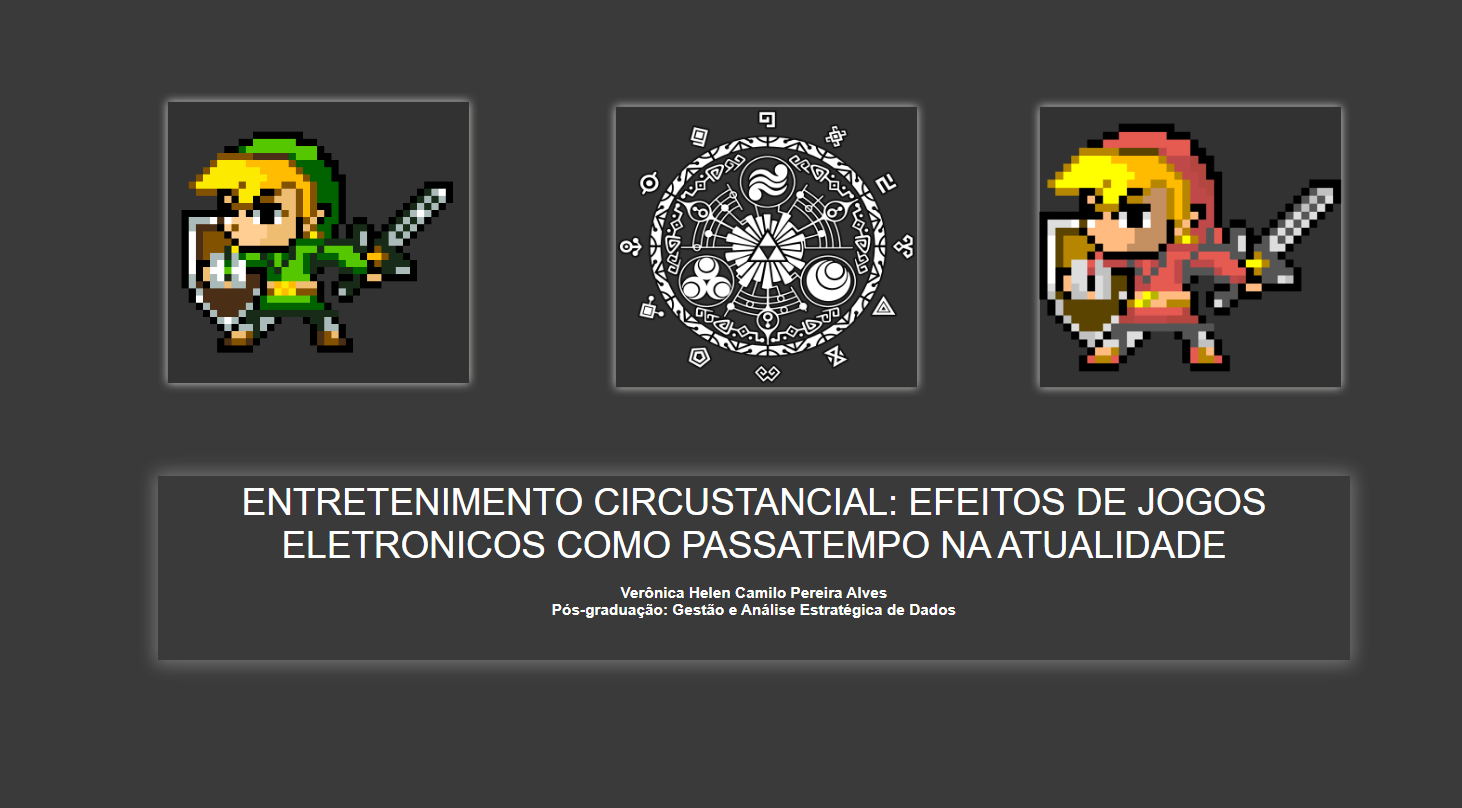 ENTRETENIMENTO CIRCUSTANCIAL: EFEITOS DE JOGOS
ELETRONICOS COMO PASSATEMPO NA ATUALIDADE
Verônica Helen Camilo Pereira Alves
Pós-graduação: Gestão e Análise Estratégica de Dados